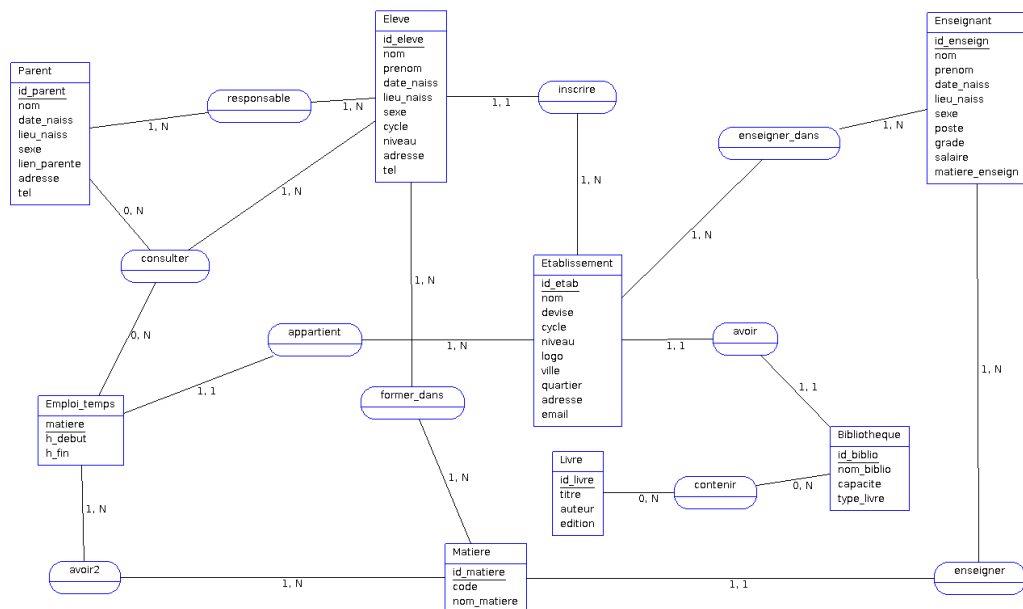 Eleve
id_eleve
nom
prenom
date_naiss
lieu_naiss
sexe
cycle
niveau
adresse
tel
Enseignant
id_enseign
nom
prenom
date_naiss
lieu_naiss
sexe
poste
grade
salaire
matiere_enseign
Parent
id_parent
nom
date_naiss
lieu_naiss
sexe
lien_parente
adresse
tel
responsable
1, N
1, N
inscrire
1, 1
1, N
enseigner_dans
1, N
1, N
consulter
0, N
1, N
0, N
Etablissement
id_etab
nom
devise
cycle
niveau
logo
ville
quartier
adresse
email
appartient
1, N
1, 1
avoir
1, 1
1, 1
former_dans
1, N
1, N
Emploi_temps
matiere
h_debut
h_fin
Bibliotheque
id_biblio
nom_biblio
capacite
type_livre
Livre
id_livre
titre
auteur
edition
contenir
0, N
0, N
avoir2
1, N
1, N
Matiere
id_matiere
code
nom_matiere
enseigner
1, N
1, 1